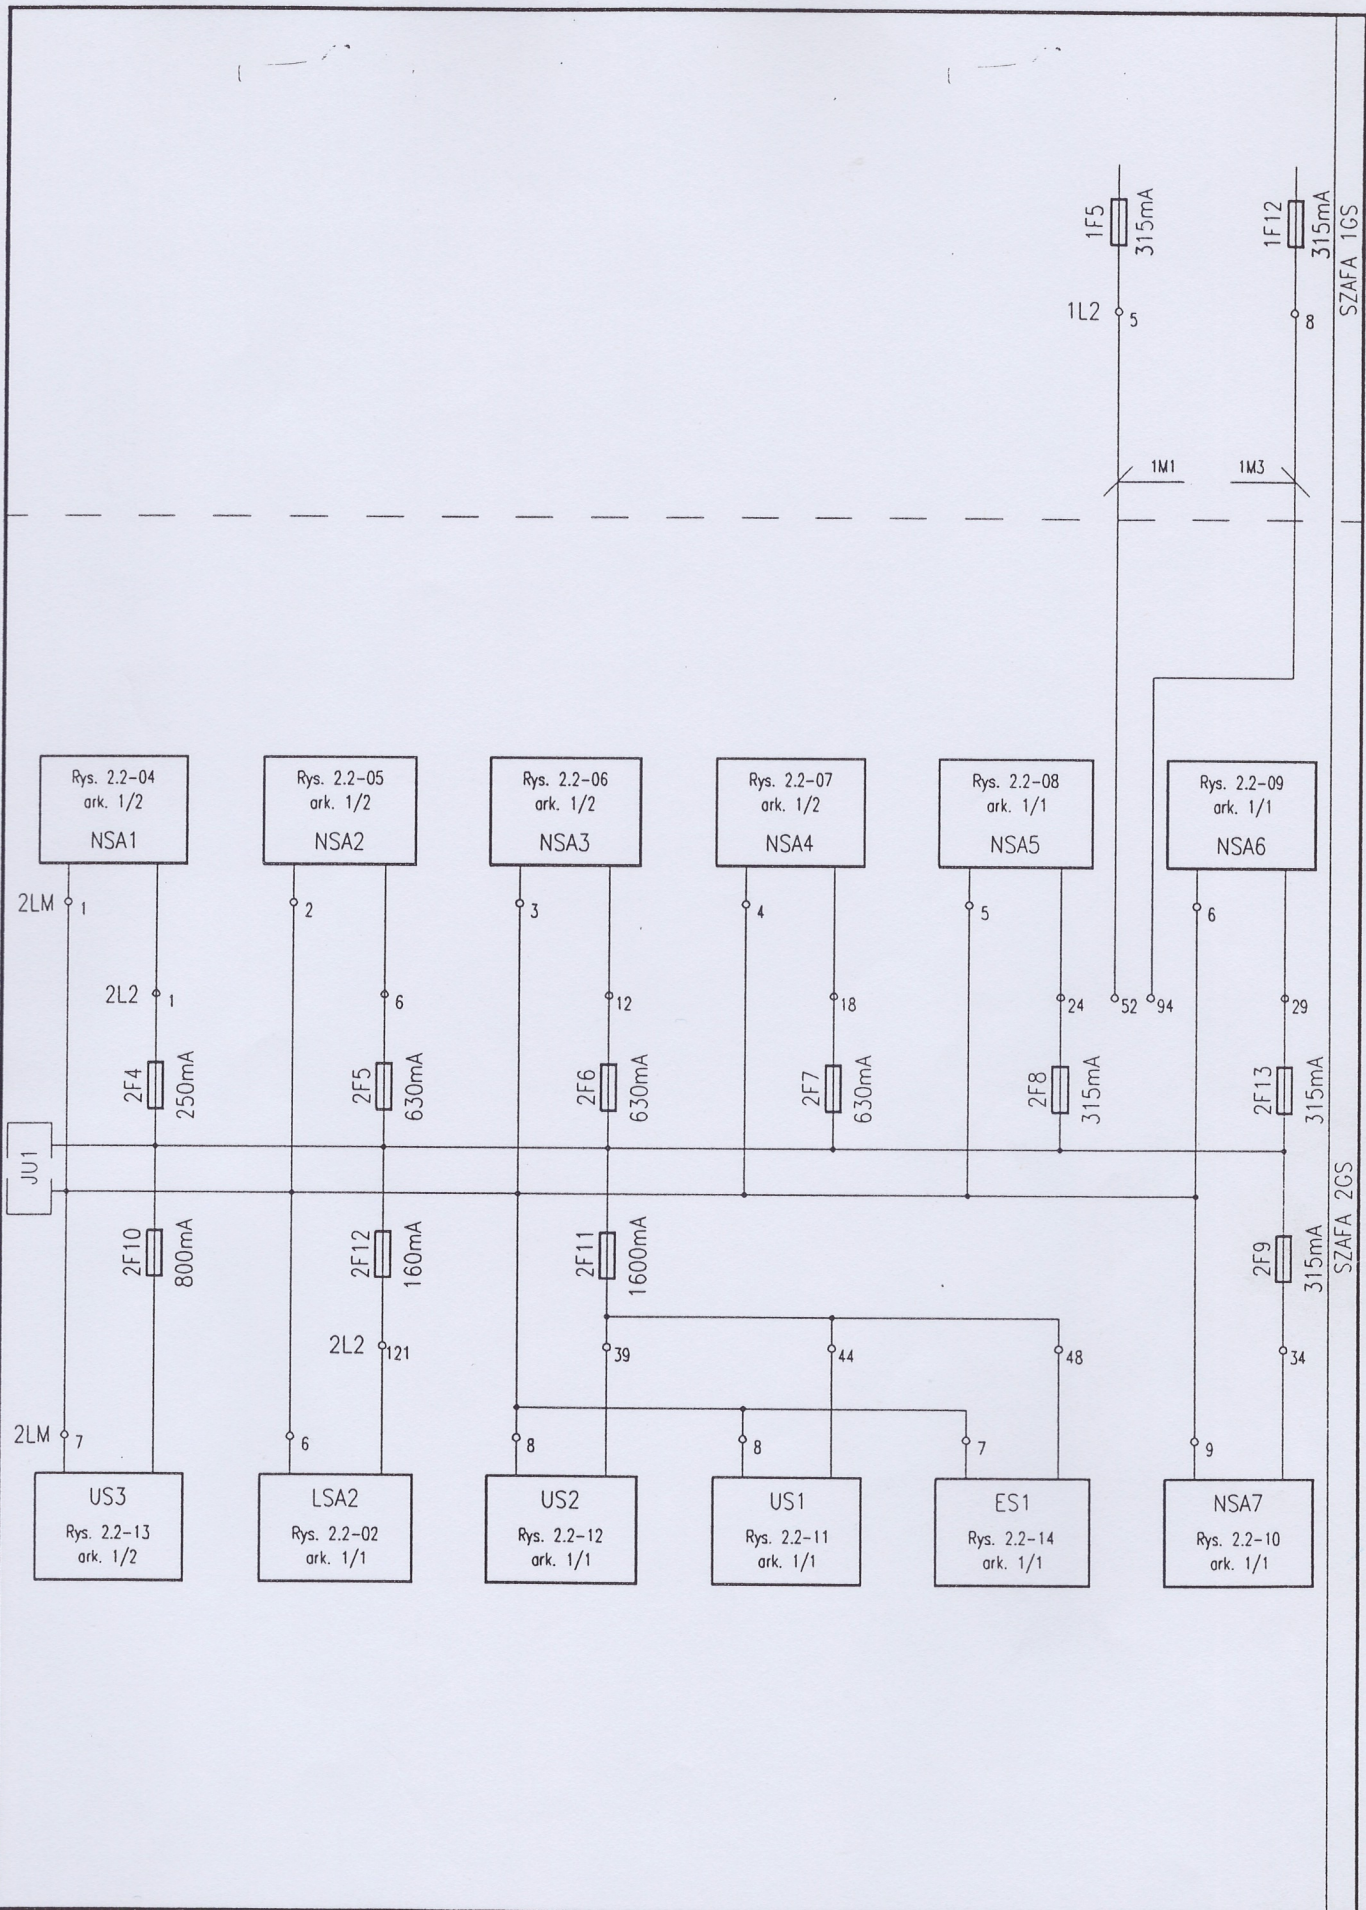 1F5
315mA
1F12
315mA
SZAFA 1GS
1L2
5
8
1M1
1M3
Rys. 2.2-04
ark. 1/2
NSA1
Rys. 2.2-05
ark. 1/2
NSA2
Rys. 2.2-06
ark. 1/2
NSA3
Rys. 2.2-07
ark. 1/2
NSA4
Rys. 2.2-08
ark. 1/1
NSA5
Rys. 2.2-09
ark. 1/1
NSA6
2LM
1
2
3
4
5
6
2L2
1
6
12
18
24
52
94
29
2F4
250mA
2F5
630mA
2F6
630mA
2F7
630mA
2F8
315mA
2F13
315mA
JU1
SZAFA 2GS
2F10
800mA
2F12
160mA
2F11
1600mA
2F9
315mA
2L2
121
39
44
48
34
2LM
7
6
8
8
7
9
US3
Rys. 2.2-13
ark. 1/2
LSA2
Rys. 2.2-02
ark. 1/1
US2
Rys. 2.2-12
ark. 1/1
US1
Rys. 2.2-11
ark. 1/1
ES1
Rys. 2.2-14
ark. 1/1
NSA7
Rys. 2.2-10
ark. 1/1